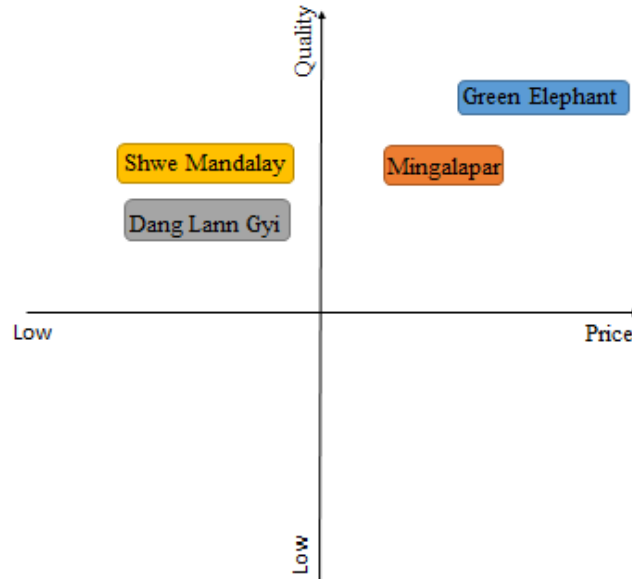 Quality
Green Elephant
Shwe Mandalay
Mingalapar
Dang Lann Gyi
Low
Price
Low